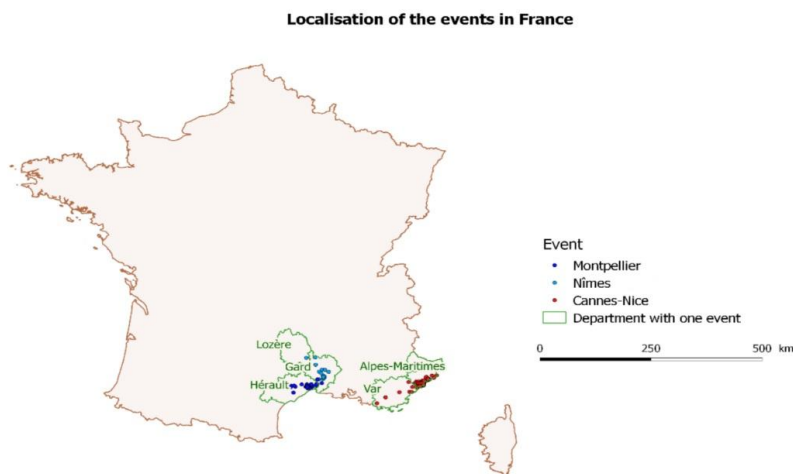 Localisation of the events in France
Event
Montpellier
Nîmes
Cannes-Nice
Department with one event
0 250 500 km
Lozère
Gard
Hérault
Alpes-Maritimes
Var